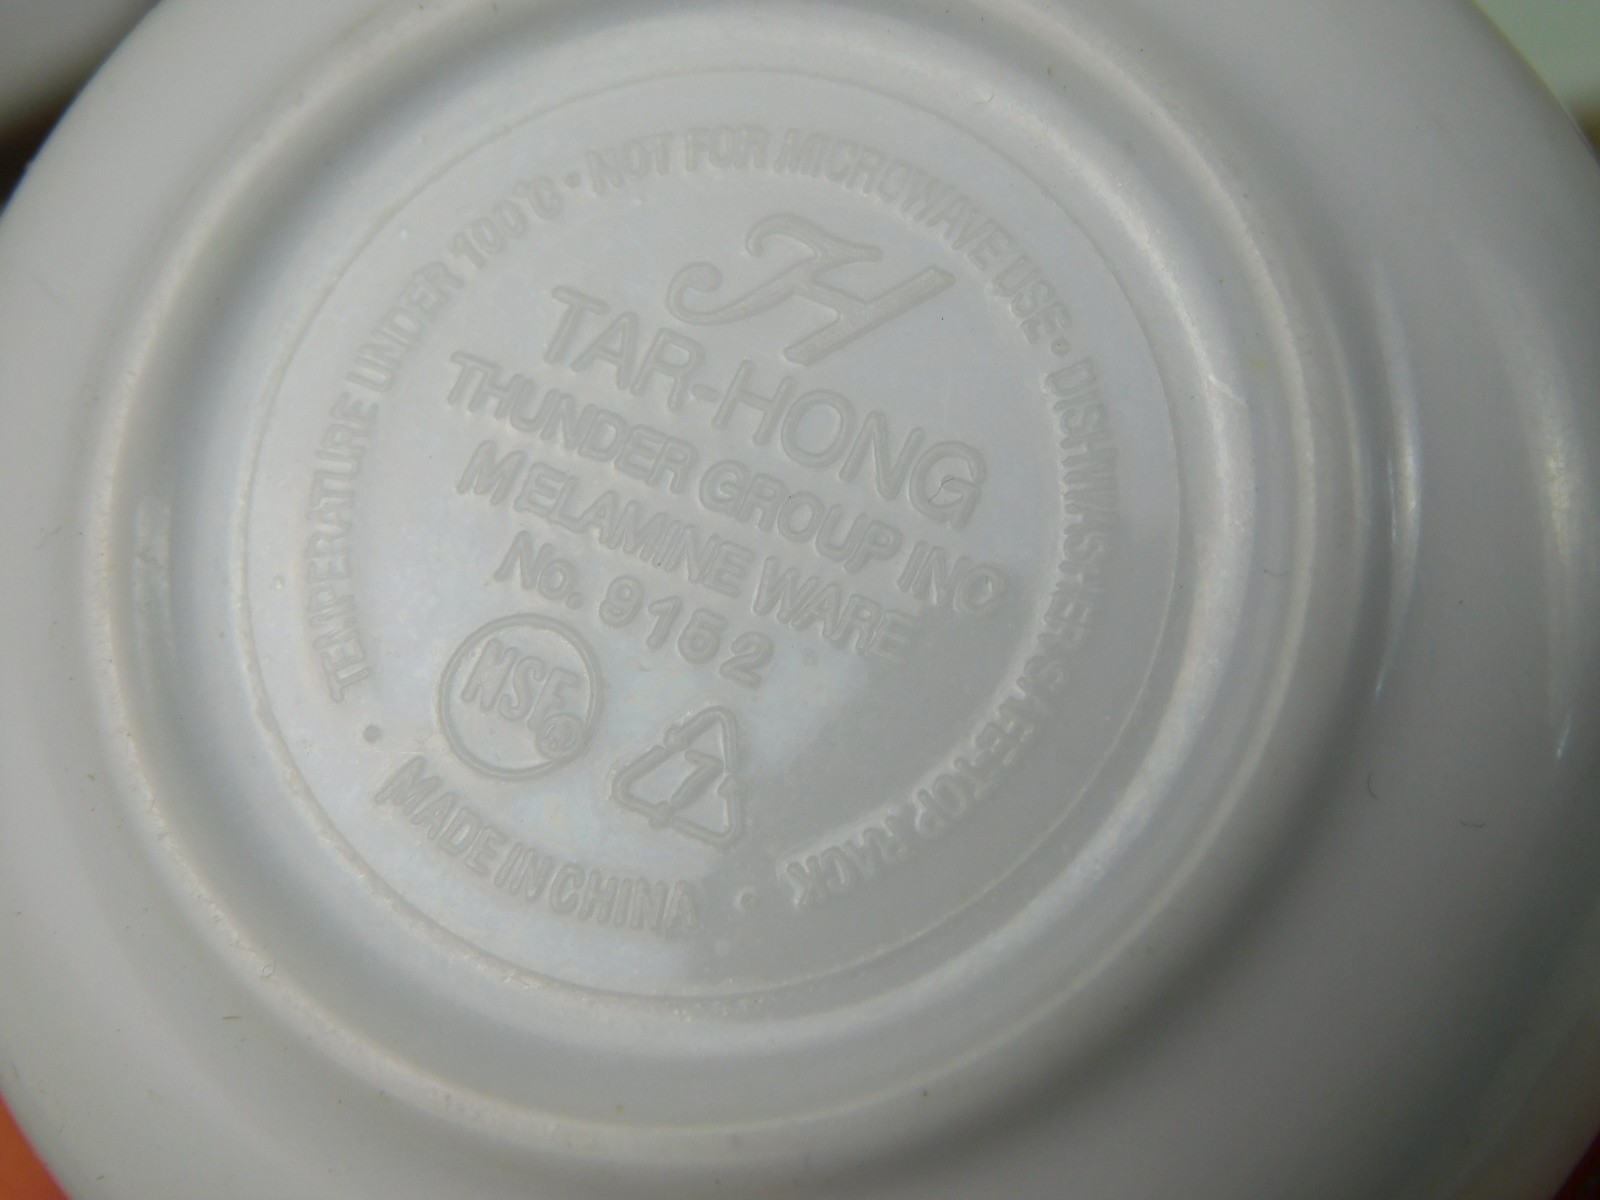 TEMPERATURE UNDER 100℃ • NOT FOR MICROWAVE USE • DISHWASHER SAFE-TOP RACK •
H
TAR-HONG
THUNDER GROUP INC
MELAMINE WARE
No. 9152
NSF®
7
MADE IN CHINA •